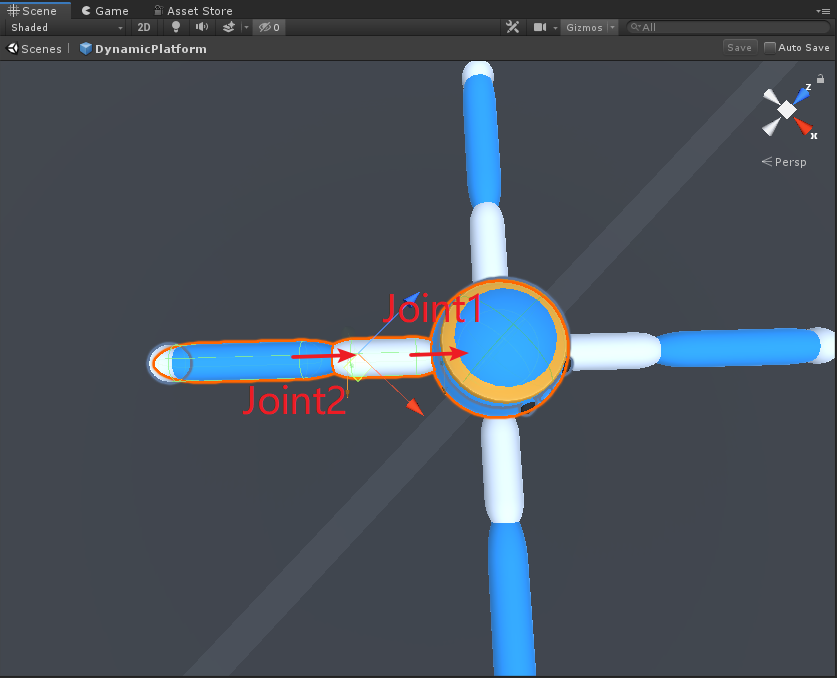 Scene Game Asset Store
Shaded 2D 0 Gizmos All
Scenes DynamicPlatform Save Auto Save
z
x
Persp
Joint1
Joint2